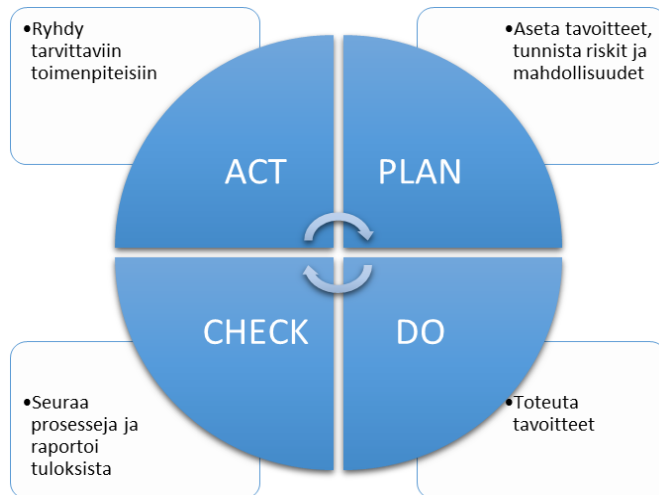 •Ryhdy
tarvittaviin
toimenpiteisiin
•Aseta tavoitteet,
tunnista riskit ja
mahdollisuudet
ACT
PLAN
CHECK
DO
•Seuraa
prosesseja ja
raportoi
tuloksista
•Toteuta
tavoitteet